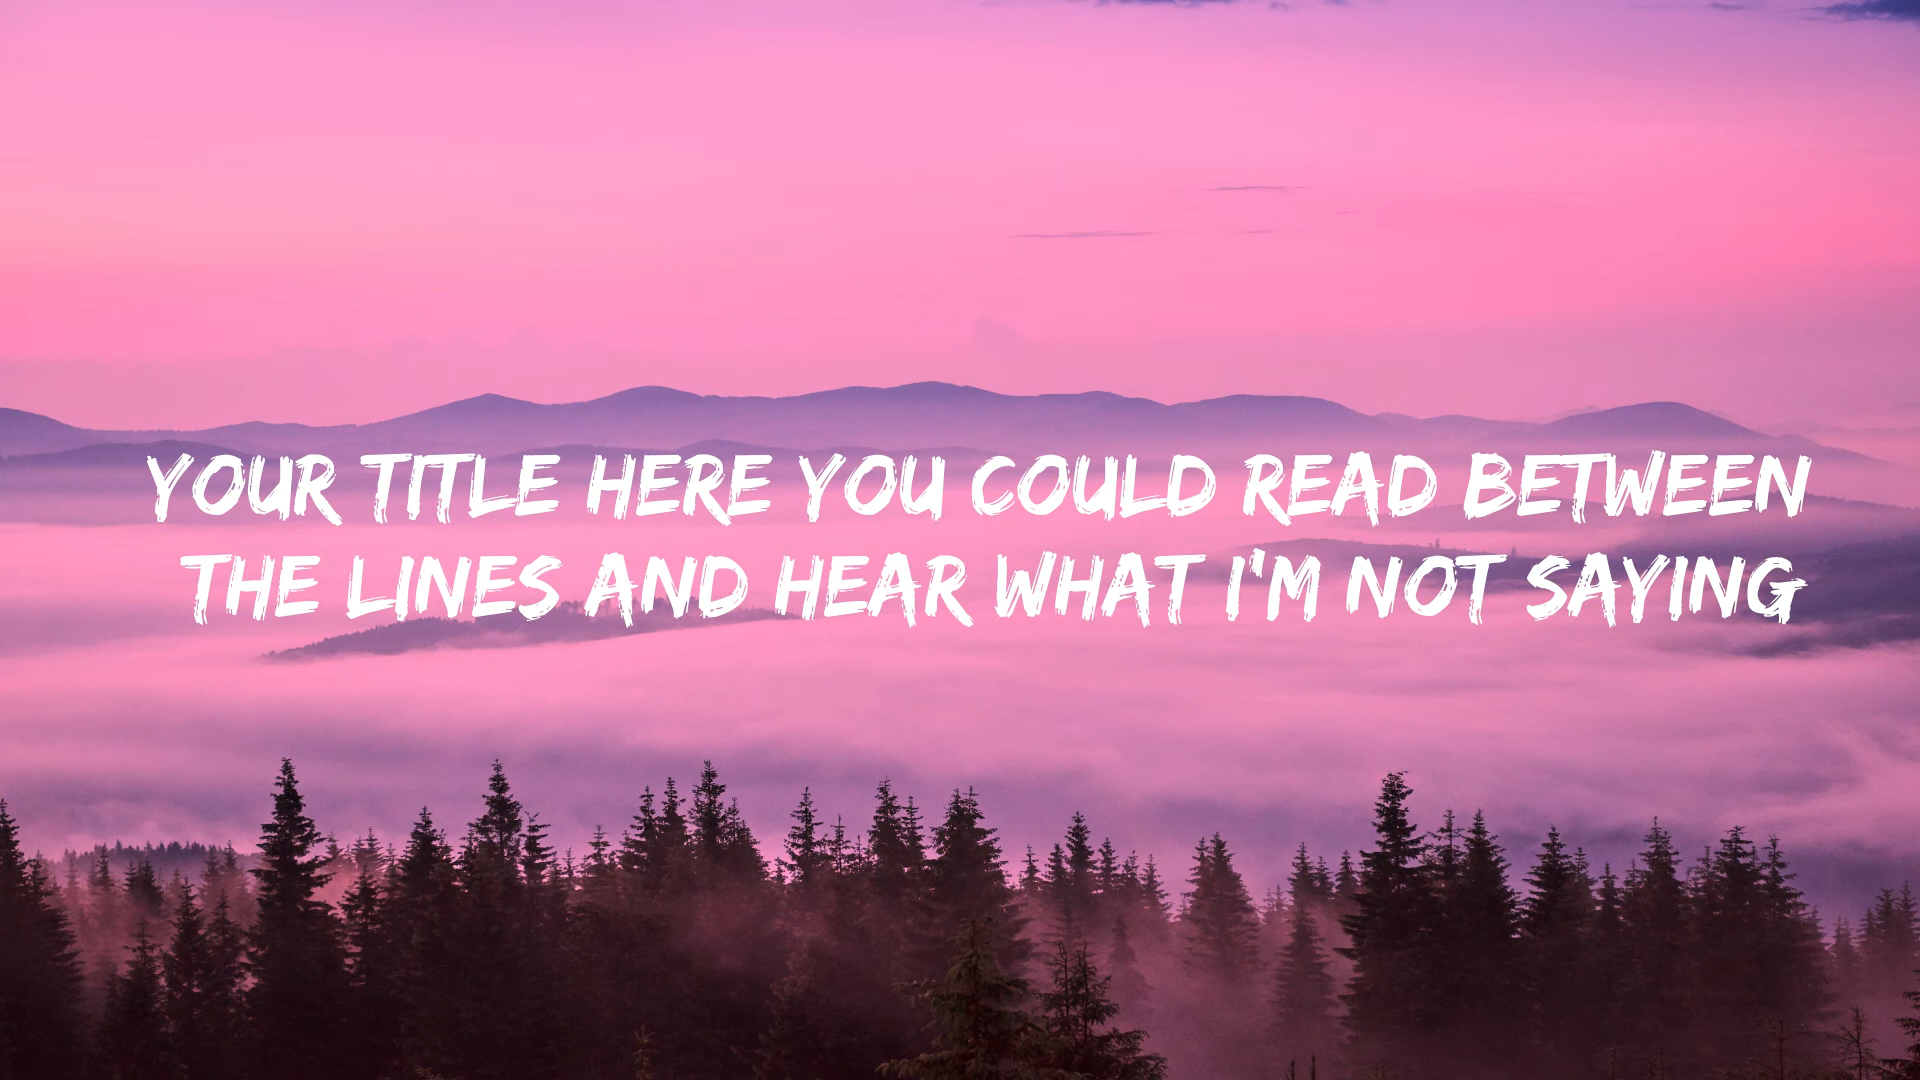 YOUR TITLE HERE YOU COULD READ BETWEEN
THE LINES AND HEAR WHAT I'M NOT SAYING